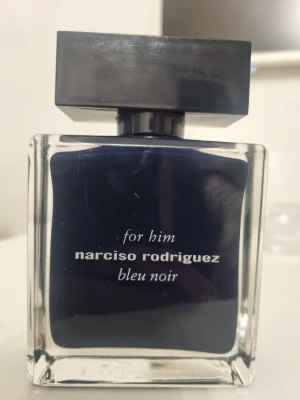 for him
narciso rodriguez
bleu noir